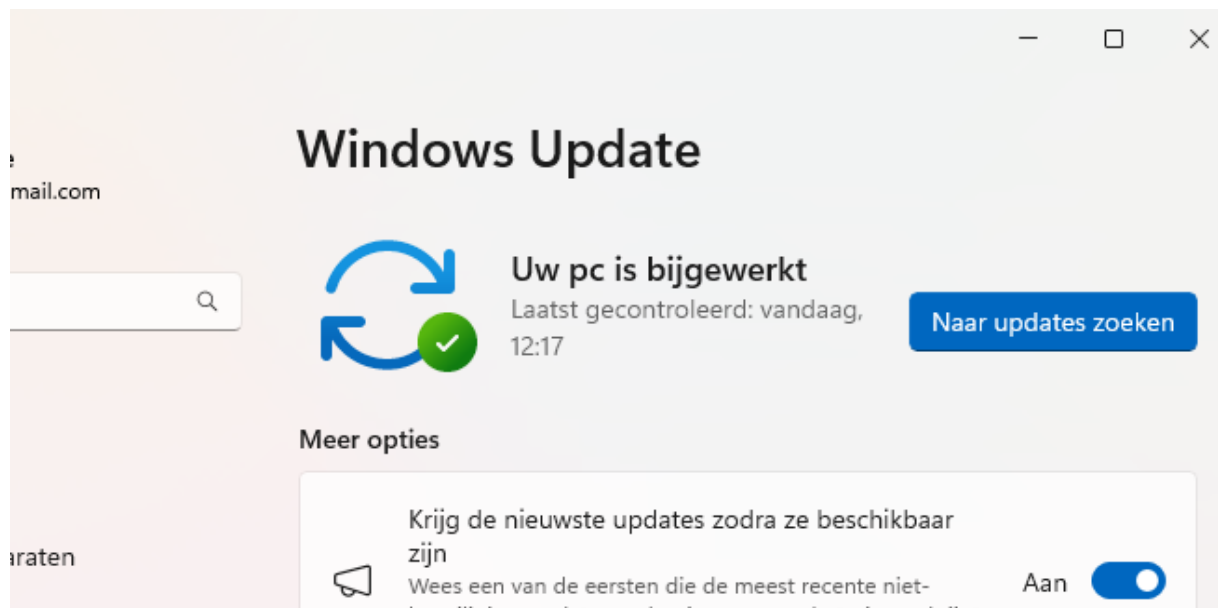 Windows Update
mail.com
Uw pc is bijgewerkt
Laatst gecontroleerd: vandaag,
12:17
Naar updates zoeken
Meer opties
Krijg de nieuwste updates zodra ze beschikbaar
zijn
Wees een van de eersten die de meest recente niet-
Aan
araten